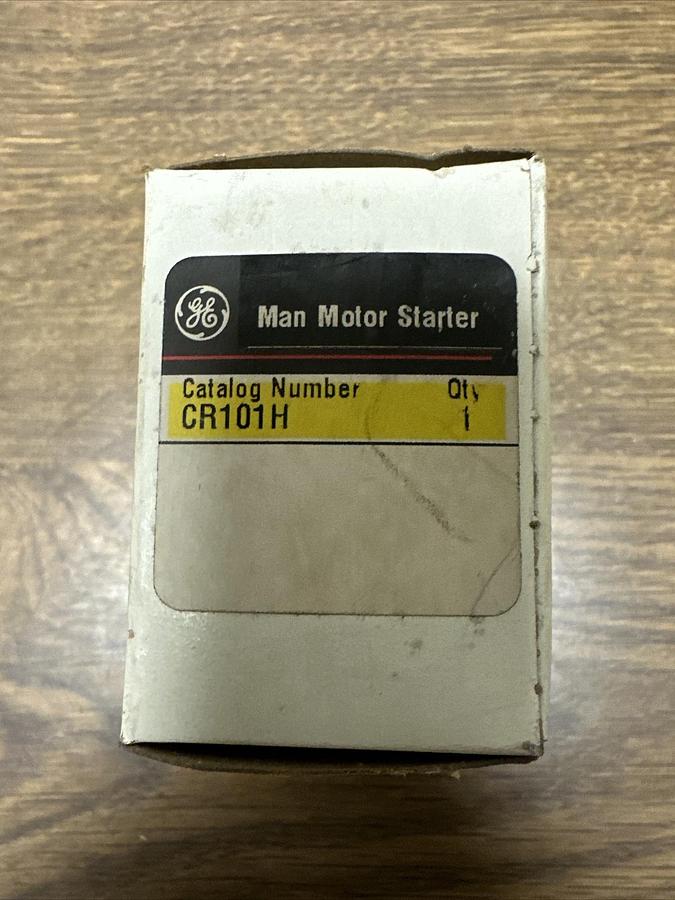 GE
Man Motor Starter
Catalog Number Qty
CR101H 1